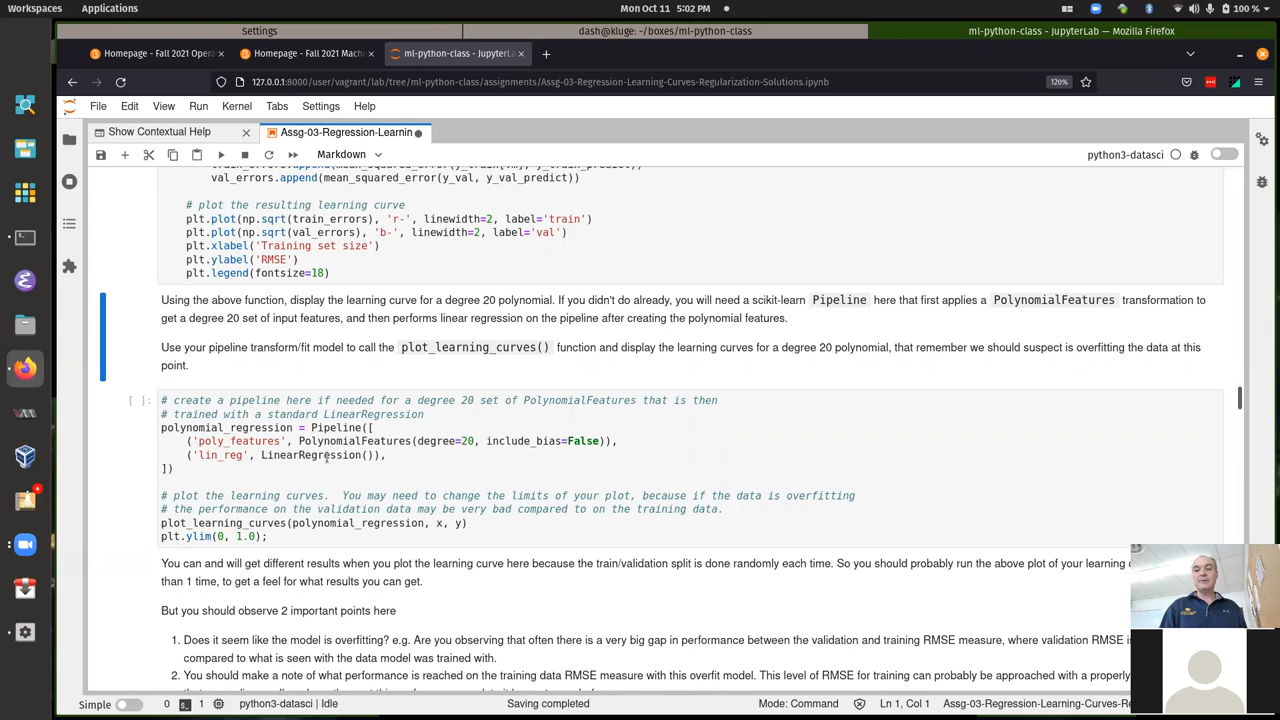 Workspaces Applications Mon Oct 11 5:02 PM 100 %
Settings dash@kluge: ~/boxes/ml-python-class ml-python-class - JupyterLab — Mozilla Firefox
Homepage - Fall 2021 Opera Homepage - Fall 2021 Machi ml-python-class - JupyterLa
127.0.0.1:8000/user/vagrant/lab/tree/ml-python-class/assignments/Assg-03-Regression-Learning-Curves-Regularization-Solutions.ipynb 120%
File Edit View Run Kernel Tabs Settings Help
Show Contextual Help Assg-03-Regression-Learnin
Markdown python3-datasci
val_errors.append(mean_squared_error(y_val, y_val_predict))
# plot the resulting learning curve
plt.plot(np.sqrt(train_errors), 'r-', linewidth=2, label='train')
plt.plot(np.sqrt(val_errors), 'b-', linewidth=2, label='val')
plt.xlabel('Training set size')
plt.ylabel('RMSE')
plt.legend(fontsize=18)
Using the above function, display the learning curve for a degree 20 polynomial. If you didn't do already, you will need a scikit-learn Pipeline here that first applies a PolynomialFeatures transformation to
get a degree 20 set of input features, and then performs linear regression on the pipeline after creating the polynomial features.
Use your pipeline transform/fit model to call the plot_learning_curves() function and display the learning curves for a degree 20 polynomial, that remember we should suspect is overfitting the data at this
point.
[ ]: # create a pipeline here if needed for a degree 20 set of PolynomialFeatures that is then
# trained with a standard LinearRegression
polynomial_regression = Pipeline([
('poly_features', PolynomialFeatures(degree=20, include_bias=False)),
('lin_reg', LinearRegression()),
])
# plot the learning curves. You may need to change the limits of your plot, because if the data is overfitting
# the performance on the validation data may be very bad compared to on the training data.
plot_learning_curves(polynomial_regression, x, y)
plt.ylim(0, 1.0);
You can and will get different results when you plot the learning curve here because the train/validation split is done randomly each time. So you should probably run the above plot of your learning
than 1 time, to get a feel for what results you can get.
But you should observe 2 important points here
1. Does it seem like the model is overfitting? e.g. Are you observing that often there is a very big gap in performance between the validation and training RMSE measure, where validation RMSE
compared to what is seen with the data model was trained with.
2. You should make a note of what performance is reached on the training data RMSE measure with this overfit model. This level of RMSE for training can probably be approached with a properly
Simple 0 1 python3-datasci | Idle Saving completed Mode: Command Ln 1, Col 1 Assg-03-Regression-Learning-Curves-Re